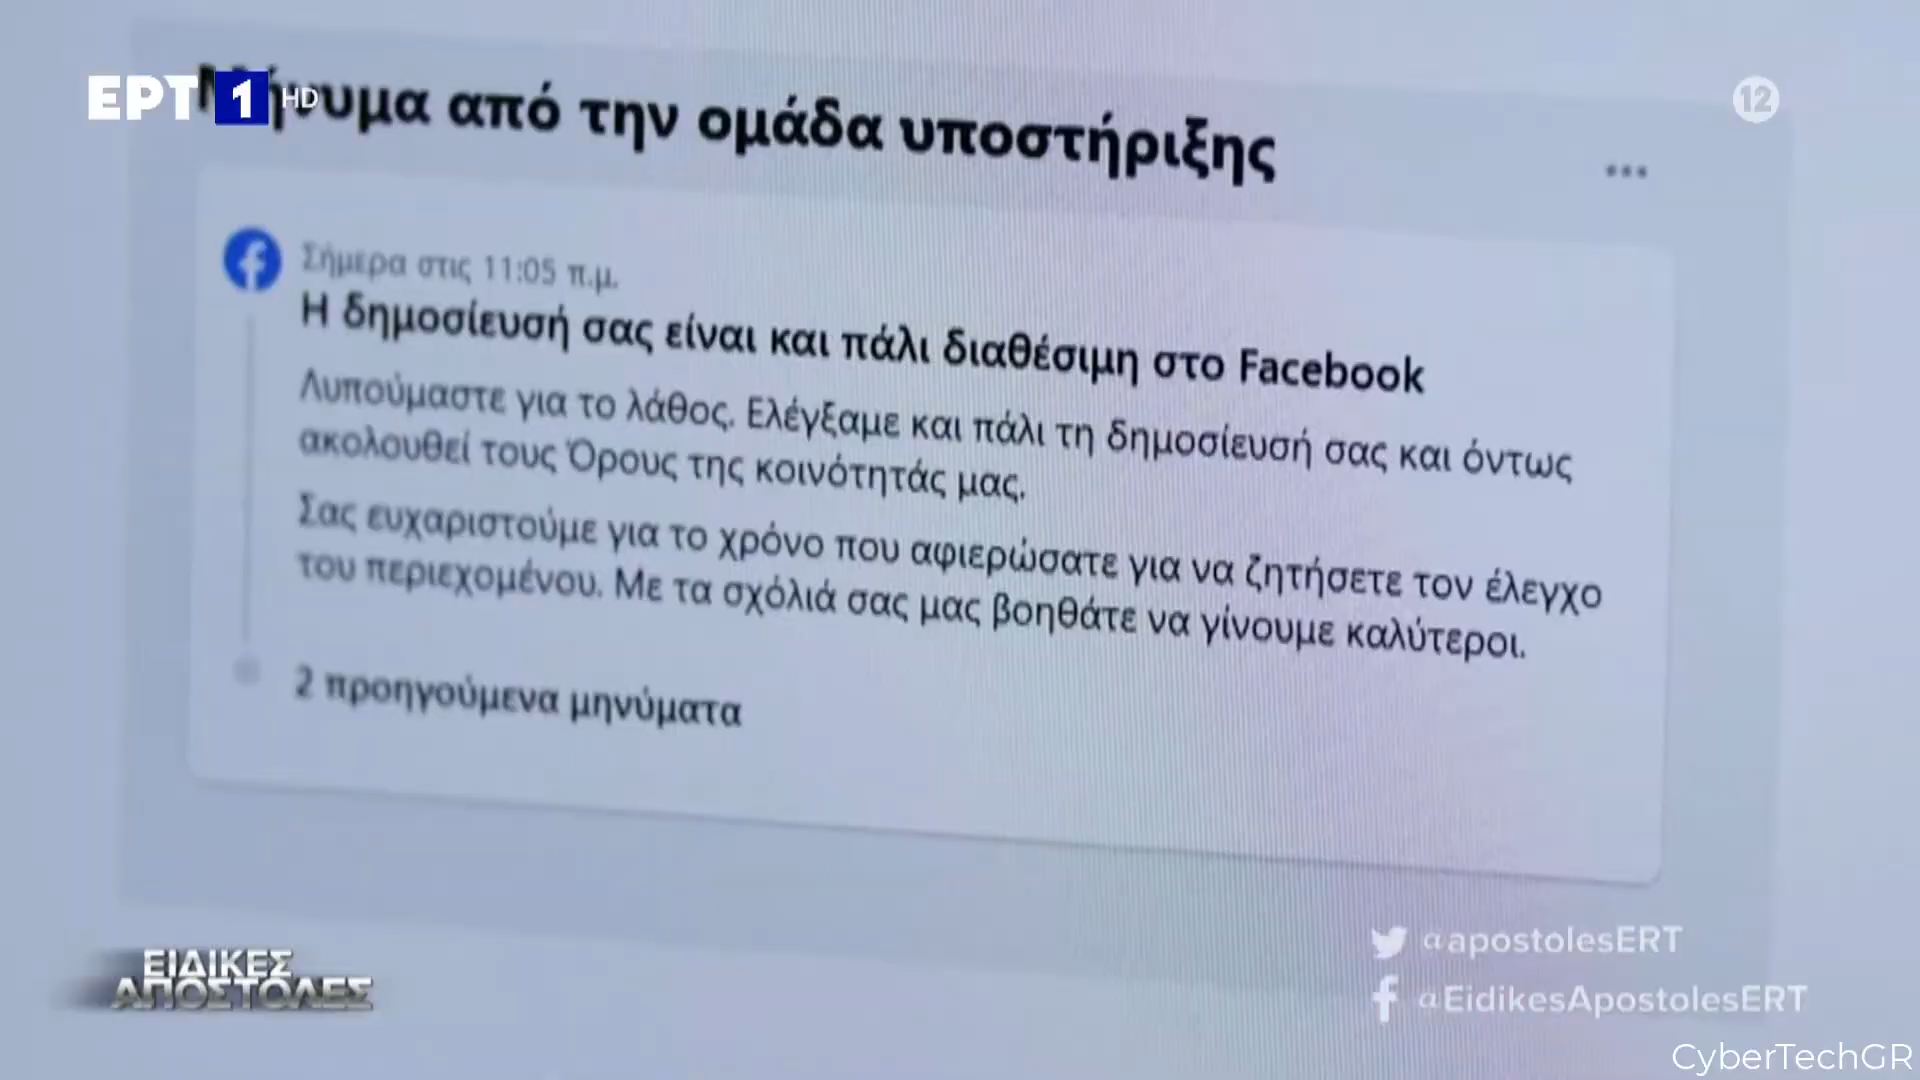 ΕΡΤ 1 HD
12
Μήνυμα από την ομάδα υποστήριξης
Σήμερα στις 11:05 π.μ.
Η δημοσίευσή σας είναι και πάλι διαθέσιμη στο Facebook
Λυπούμαστε για το λάθος. Ελέγξαμε και πάλι τη δημοσίευσή σας και όντως
ακολουθεί τους Όρους της κοινότητάς μας.
Σας ευχαριστούμε για το χρόνο που αφιερώσατε για να ζητήσετε τον έλεγχο
του περιεχομένου. Με τα σχόλιά σας μας βοηθάτε να γίνουμε καλύτεροι.
2 προηγούμενα μηνύματα
ΕΙΔΙΚΕΣ
ΑΠΟΣΤΟΛΕΣ
@apostolesERT
@EidikesApostolesERT
CyberTechGR